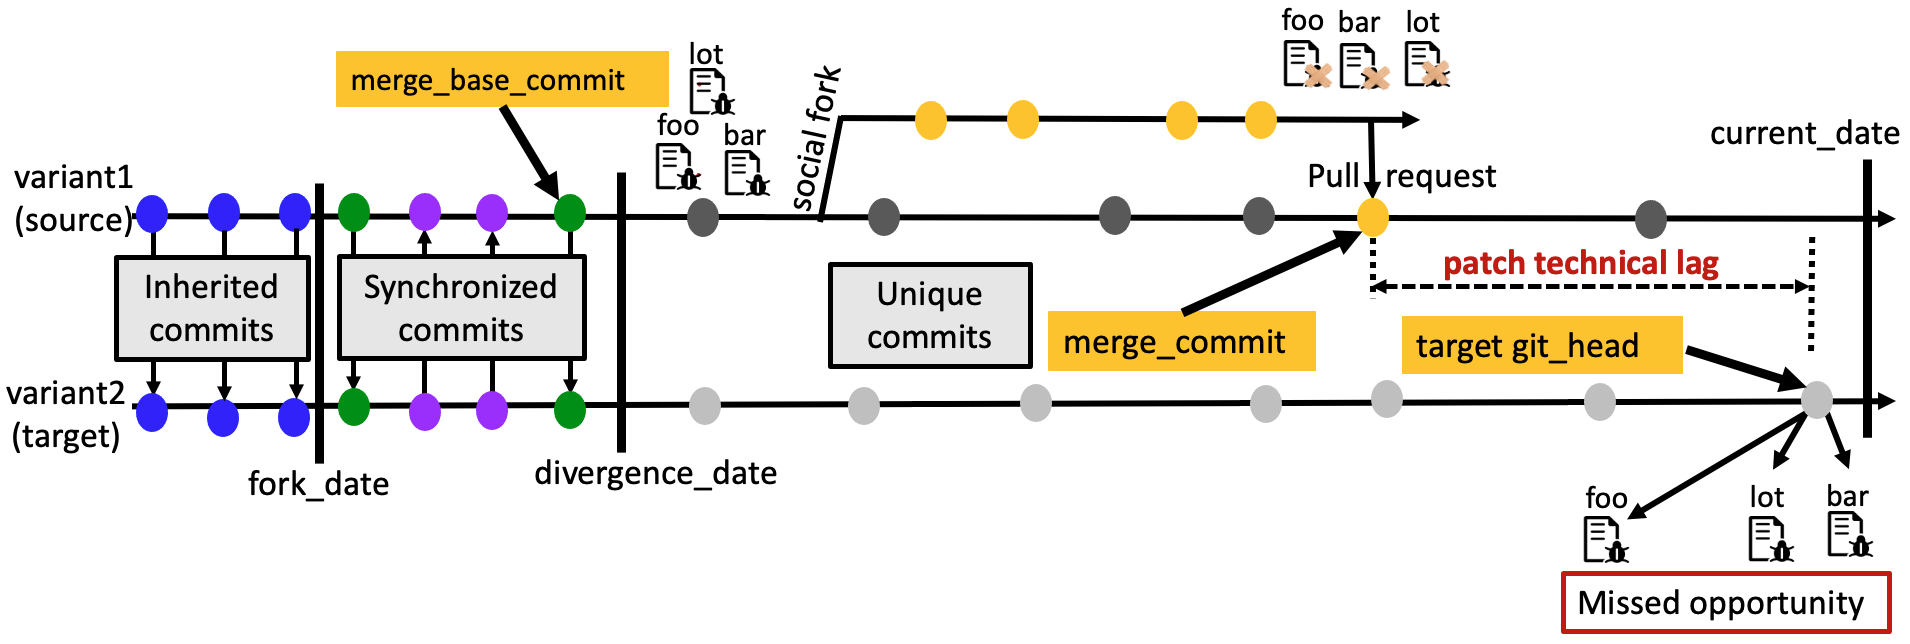 foo bar lot
lot
merge_base_commit
foo
bar
social fork
current_date
variant1
(source)
Pull request
Inherited
commits
Synchronized
commits
Unique
commits
patch technical lag
merge_commit
target git_head
variant2
(target)
fork_date
divergence_date
foo lot bar
Missed opportunity